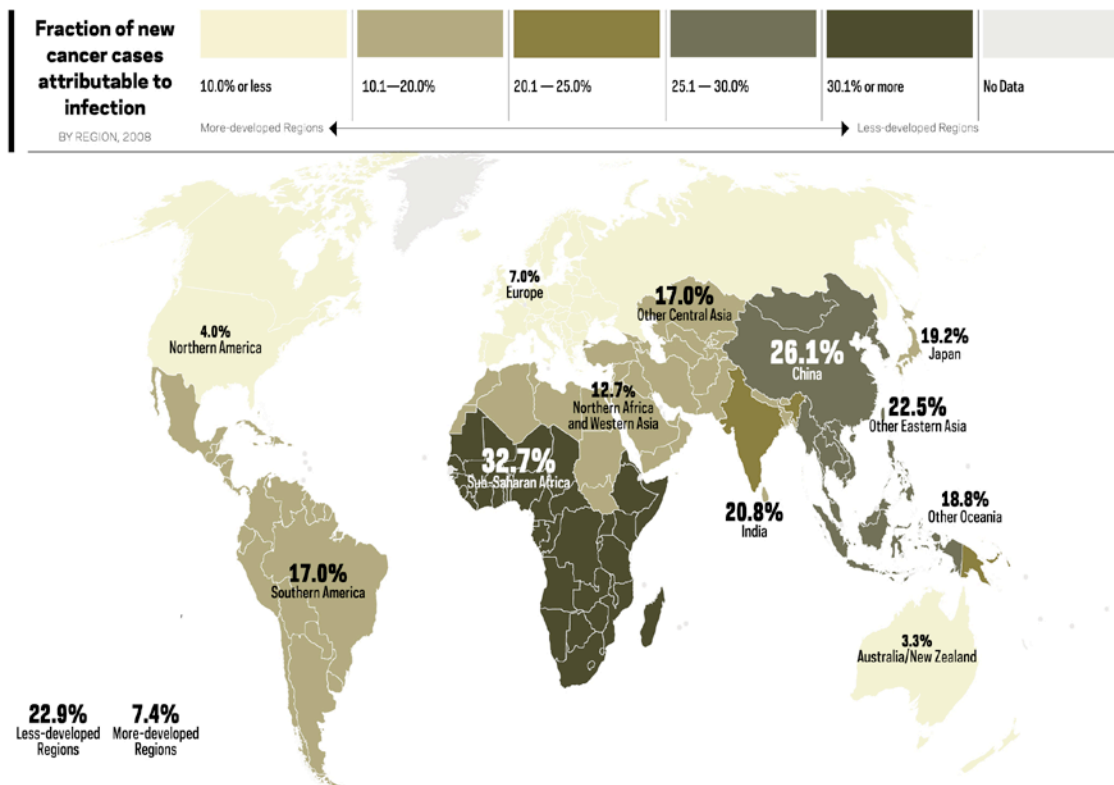 Fraction of new
cancer cases
attributable to
infection
BY REGION, 2008
10.0% or less
10.1—20.0%
20.1 — 25.0%
25.1 — 30.0%
30.1% or more
No Data
More-developed Regions
Less-developed Regions
7.0%
Europe
4.0%
Northern America
17.0%
Other Central Asia
19.2%
Japan
26.1%
China
12.7%
Northern Africa
and Western Asia
22.5%
Other Eastern Asia
32.7%
Sub-Saharan Africa
20.8%
India
18.8%
Other Oceania
17.0%
Southern America
3.3%
Australia/New Zealand
22.9%
Less-developed
Regions
7.4%
More-developed
Regions